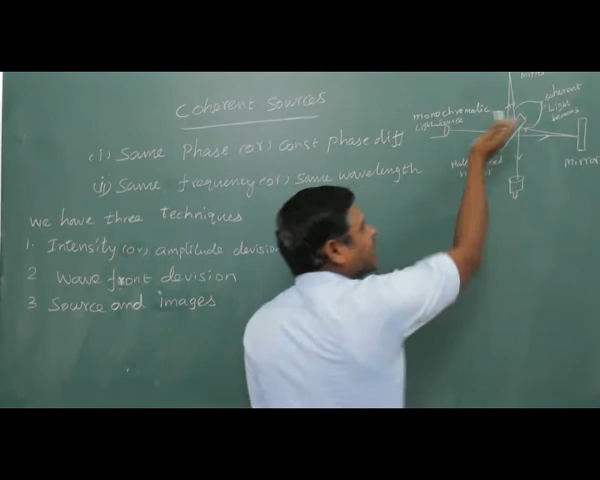 Coherent Sources
(i) Same phase (or) const phase diff
(ii) Same frequency (or) same wavelength
we have three techniques
1. Intensity (or) amplitude devision
2 Wave front devision
3 Source and images
monochromatic
light source
coherent
light
beams
Mirror